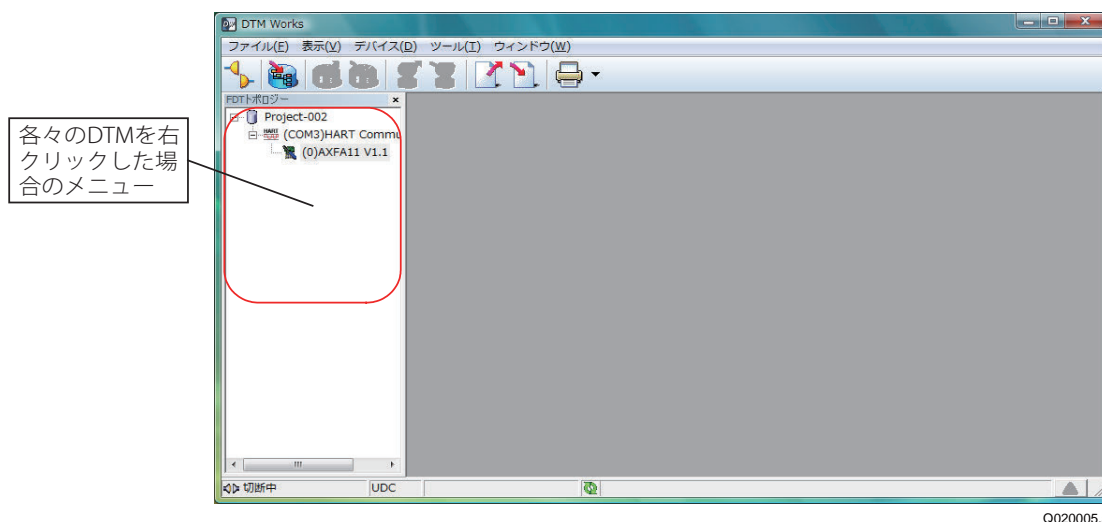 DTM Works
ファイル(F) 表示(V) デバイス(D) ツール(T) ウィンドウ(W)
FDTトポロジー
Project-002
(COM3)HART Commu
(0)AXFA11 V1.1
各々のDTMを右
クリックした場
合のメニュー
切断中 UDC
Q020005.